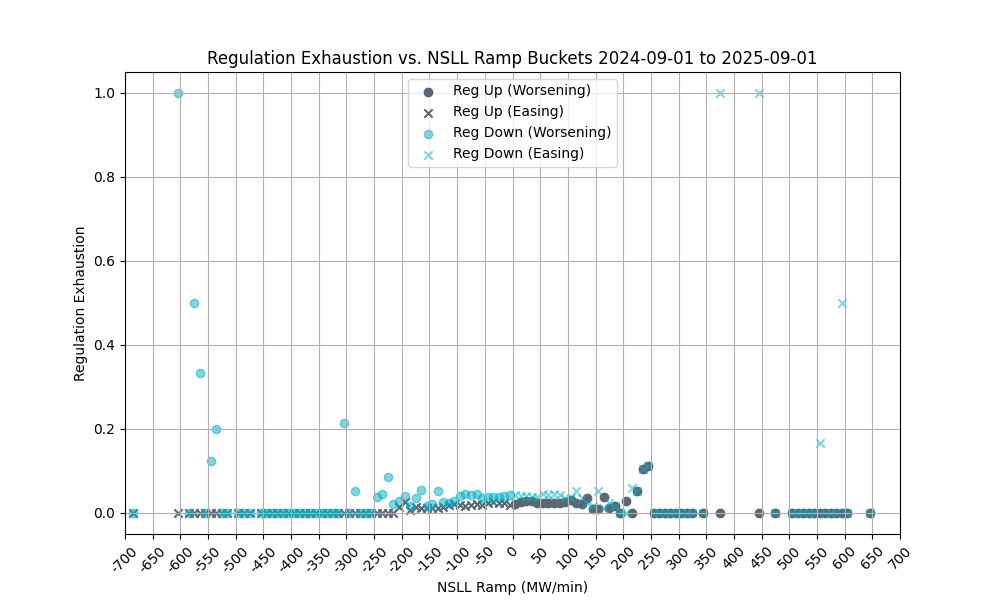 Regulation Exhaustion vs. NSLL Ramp Buckets 2024-09-01 to 2025-09-01
Reg Up (Worsening)
Reg Up (Easing)
Reg Down (Worsening)
Reg Down (Easing)
Regulation Exhaustion
1.0
0.8
0.6
0.4
0.2
0.0
-700 -650 -600 -550 -500 -450 -400 -350 -300 -250 -200 -150 -100 -50 0 50 100 150 200 250 300 350 400 450 500 550 600 650 700
NSLL Ramp (MW/min)